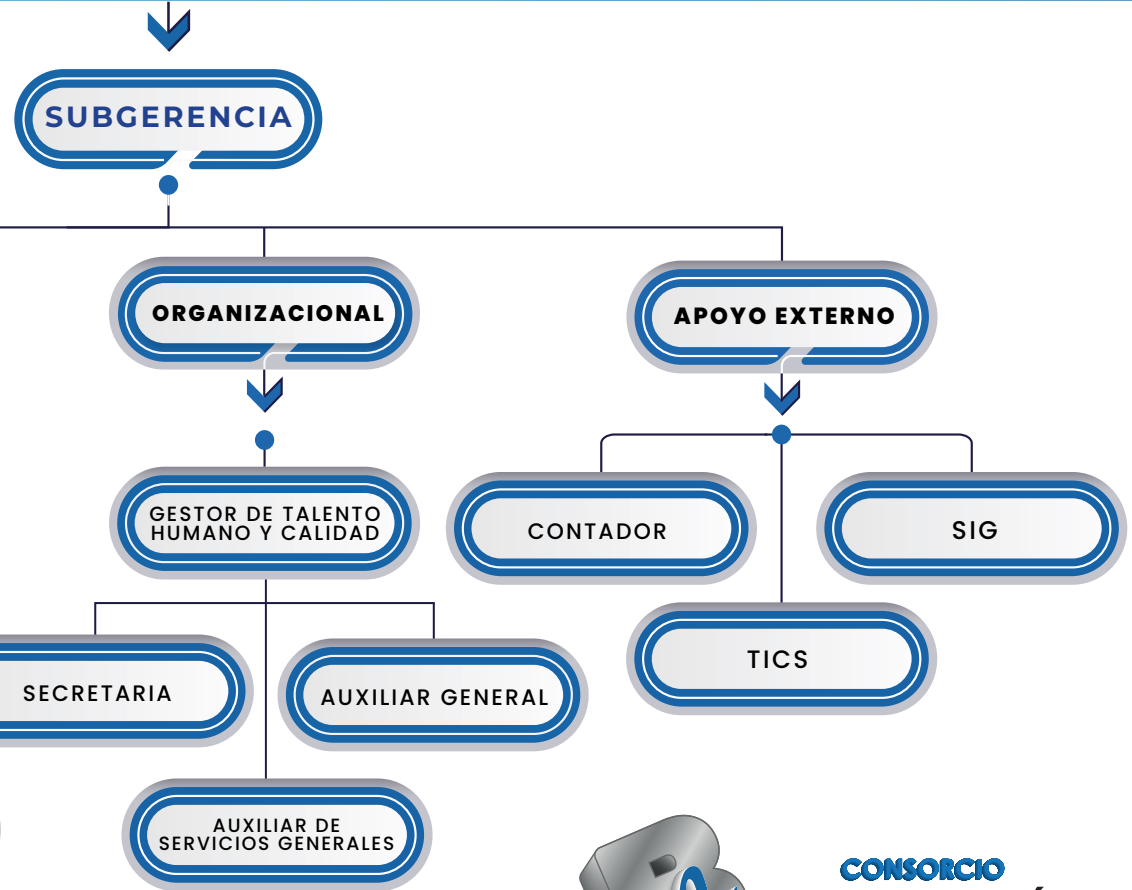 SUBGERENCIA
ORGANIZACIONAL
APOYO EXTERNO
GESTOR DE TALENTO
HUMANO Y CALIDAD
CONTADOR
SIG
SECRETARIA
AUXILIAR GENERAL
TICS
AUXILIAR DE
SERVICIOS GENERALES
CONSORCIO